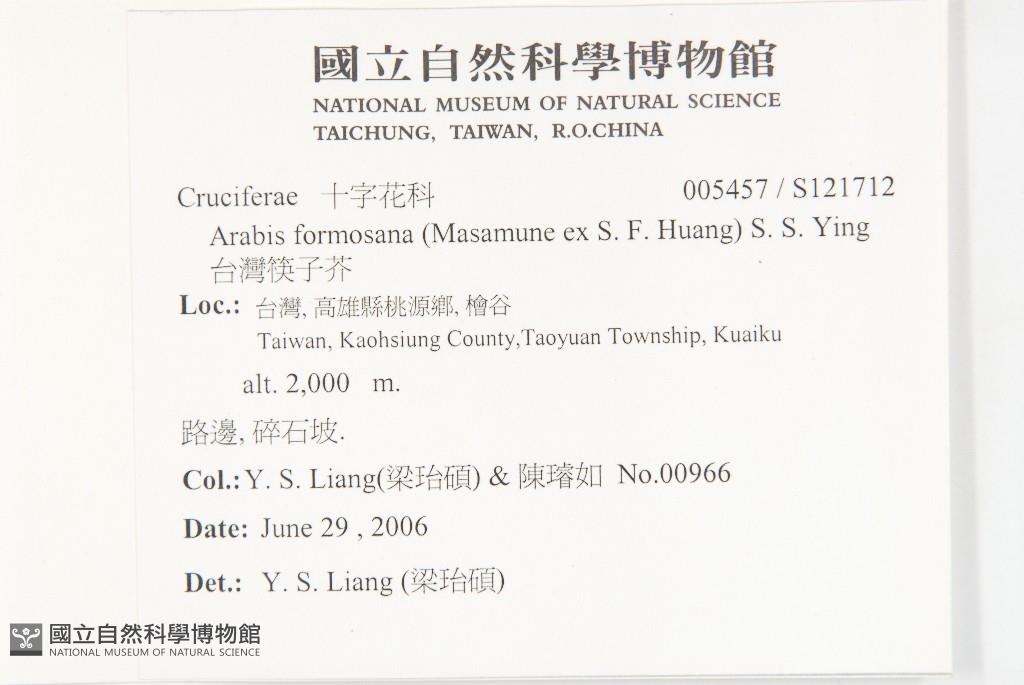 國立自然科學博物館
NATIONAL MUSEUM OF NATURAL SCIENCE
TAICHUNG, TAIWAN, R.O.CHINA
Cruciferae 十字花科 005457 / S121712
Arabis formosana (Masamune ex S. F. Huang) S. S. Ying
台灣筷子芥
Loc.: 台灣, 高雄縣桃源鄉, 檜谷
Taiwan, Kaohsiung County,Taoyuan Township, Kuaiku
alt. 2,000 m.
路邊, 碎石坡.
Col.: Y. S. Liang(梁珆碩) & 陳璿如 No.00966
Date: June 29 , 2006
Det.: Y. S. Liang (梁珆碩)
國立自然科學博物館
NATIONAL MUSEUM OF NATURAL SCIENCE